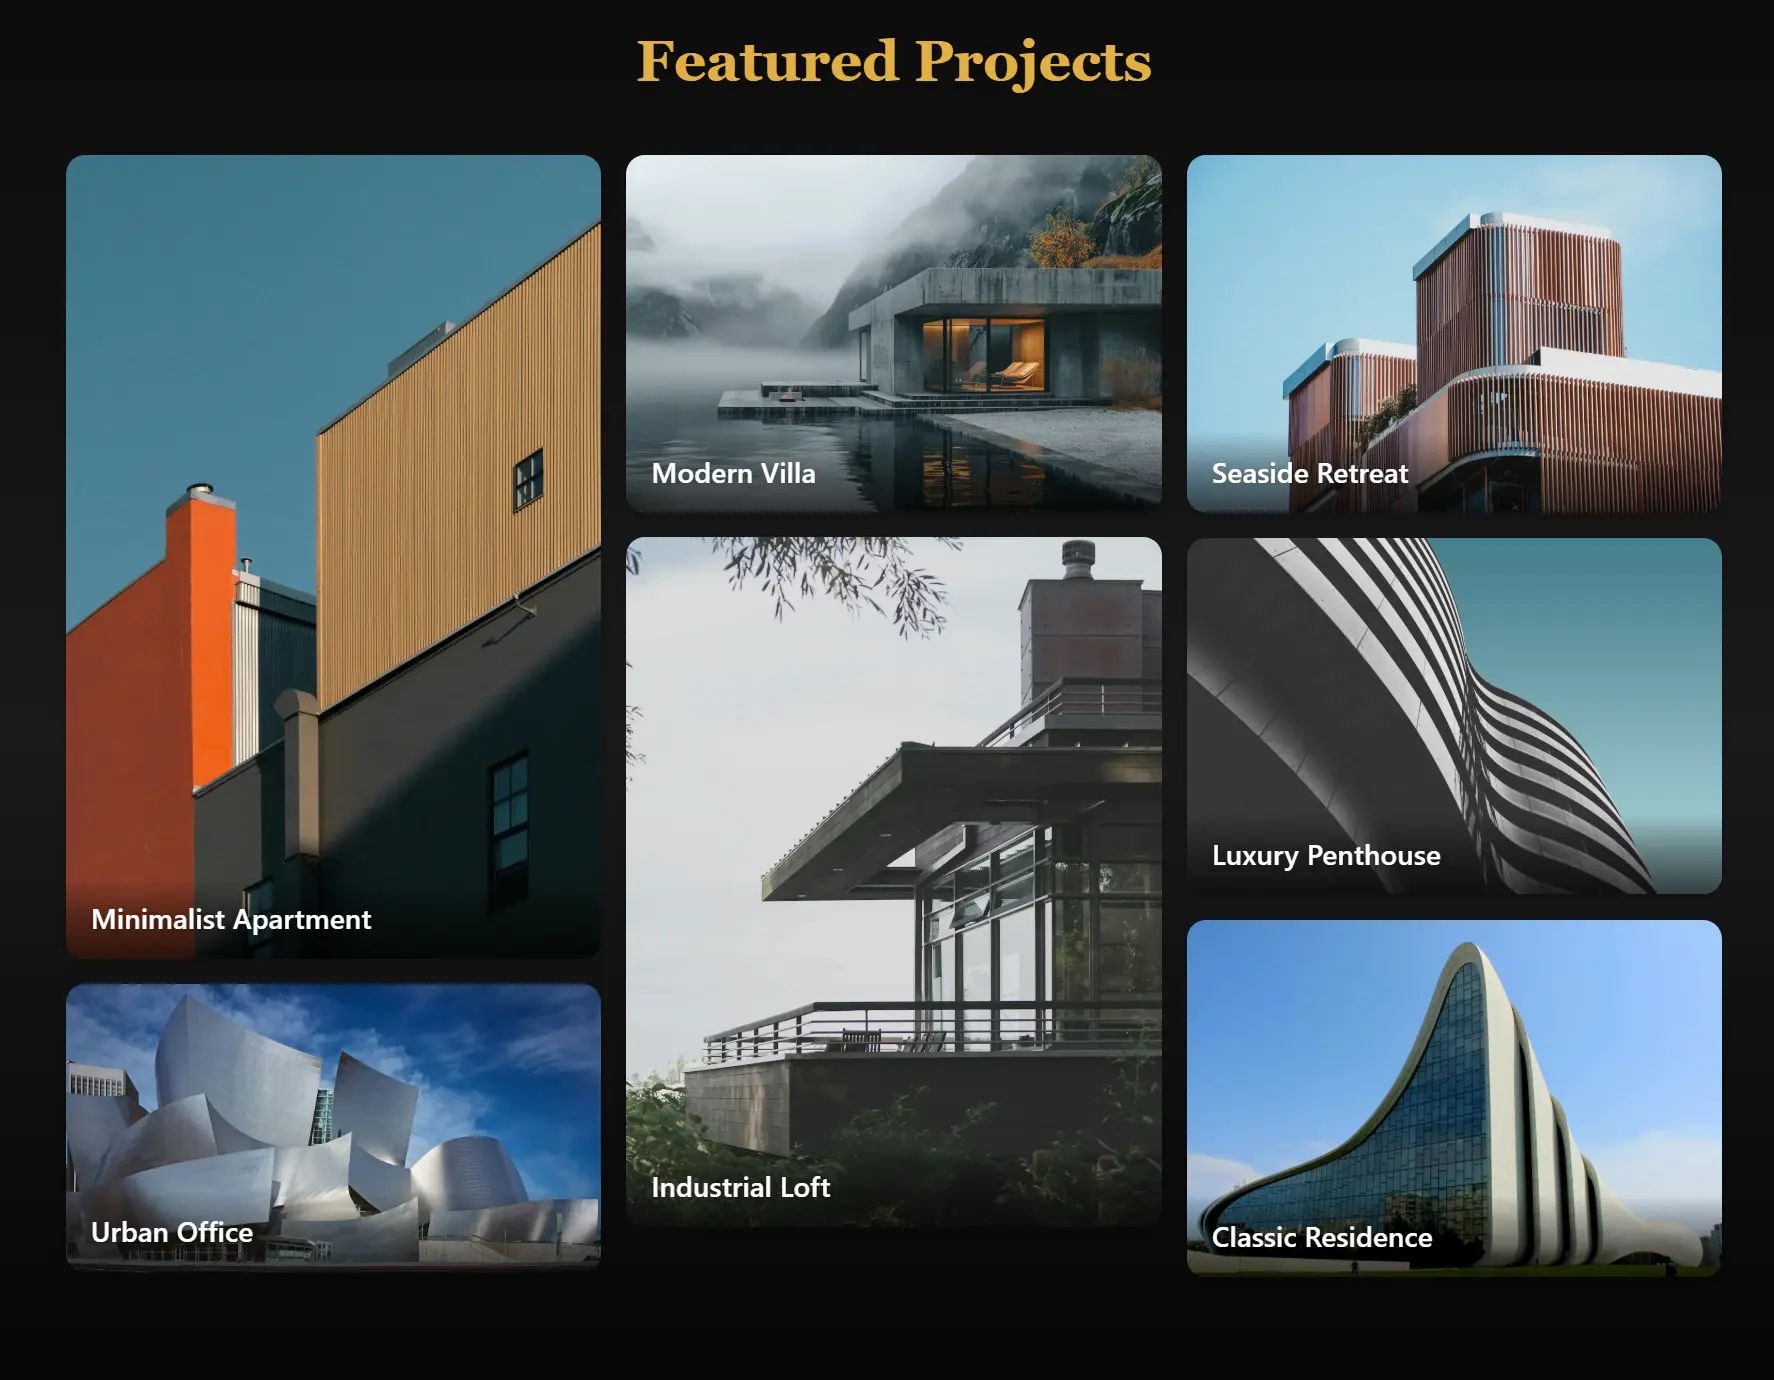 Featured Projects
Minimalist Apartment
Modern Villa
Seaside Retreat
Urban Office
Industrial Loft
Luxury Penthouse
Classic Residence